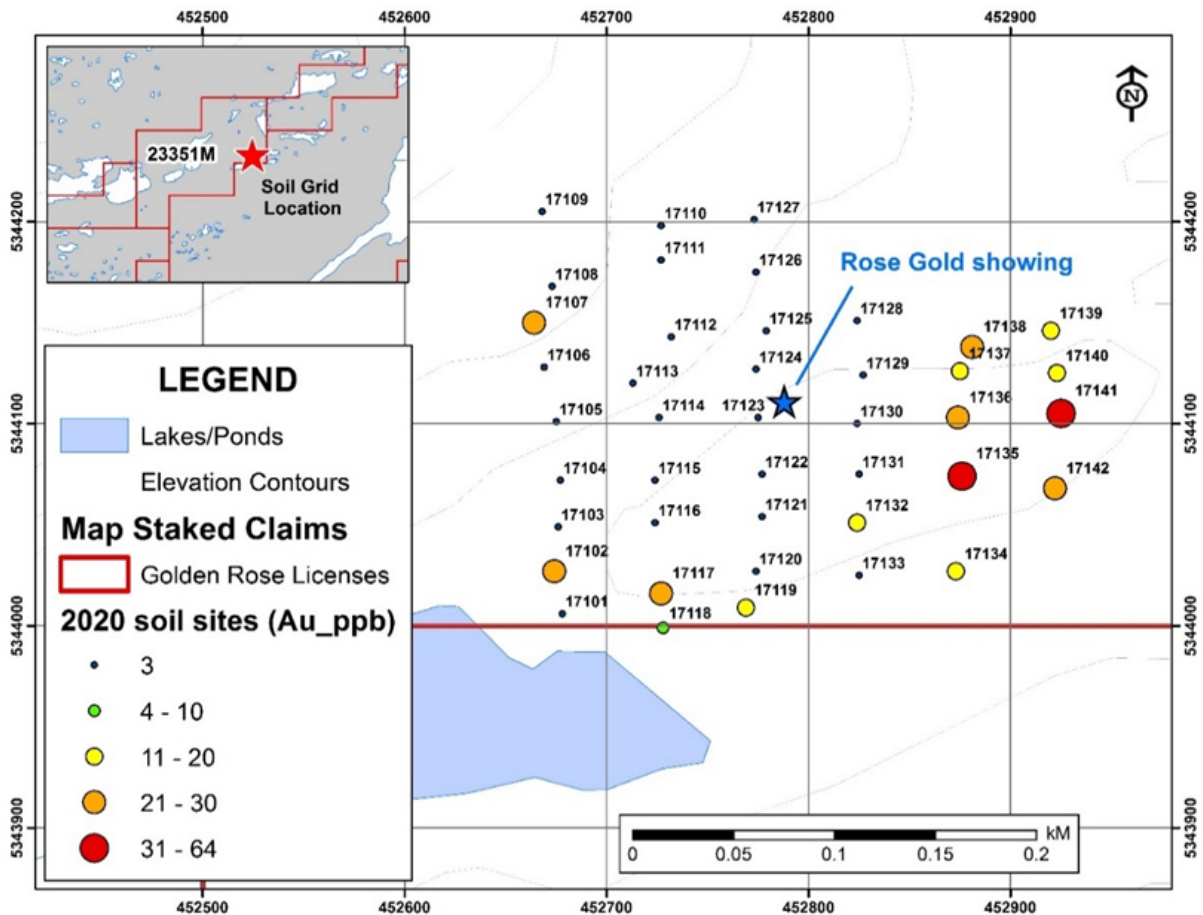 452500 452600 452700 452800 452900
5344200
5344100
5344000
5343900
23351M
Soil Grid
Location
N
LEGEND
Lakes/Ponds
Elevation Contours
Map Staked Claims
Golden Rose Licenses
2020 soil sites (Au_ppb)
3
4 - 10
11 - 20
21 - 30
31 - 64
17109
17110
17127
17111
17126
Rose Gold showing
17108
17107
17112
17125
17128
17138
17139
17106
17113
17124
17129
17137
17140
17105
17114
17123
17130
17136
17141
17104
17115
17122
17131
17135
17142
17103
17116
17121
17132
17102
17117
17120
17133
17134
17101
17118
17119
kM
0 0.05 0.1 0.15 0.2
5344200
5344100
5344000
5343900
452500 452600 452700 452800 452900